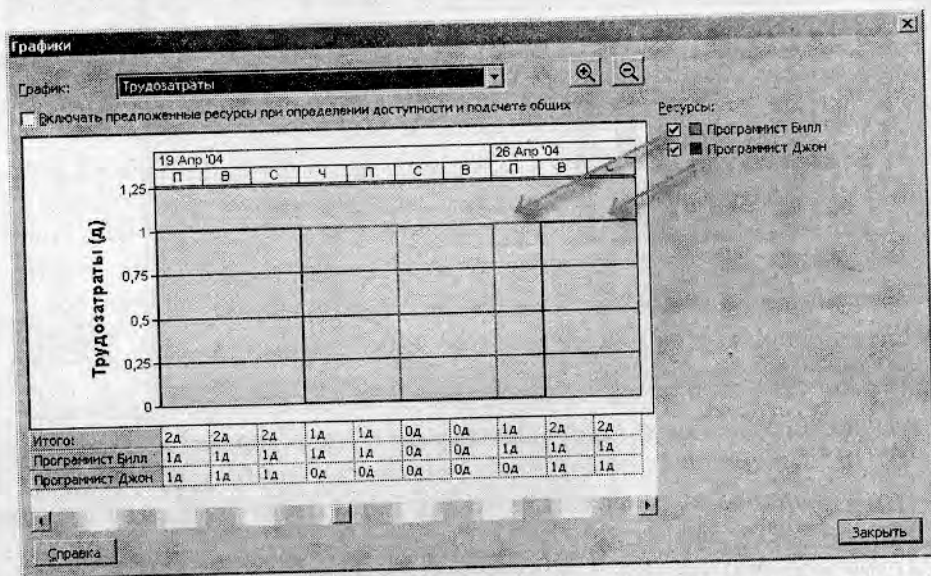 Графики
График: Трудозатраты
Включать предложенные ресурсы при определении доступности и подсчете общих
Ресурсы:
Программист Билл
Программист Джон
19 Апр '04 26 Апр '04
П В С Ч П С В П В С
Трудозатраты (д)
1,25
1
0,75
0,5
0,25
0
Итого: 2д 2д 2д 1д 1д 0д 0д 1д 2д 2д
Программист Билл 1д 1д 1д 1д 1д 0д 0д 1д 1д 1д
Программист Джон 1д 1д 1д 0д 0д 0д 0д 0д 1д 1д
Справка
Закрыть